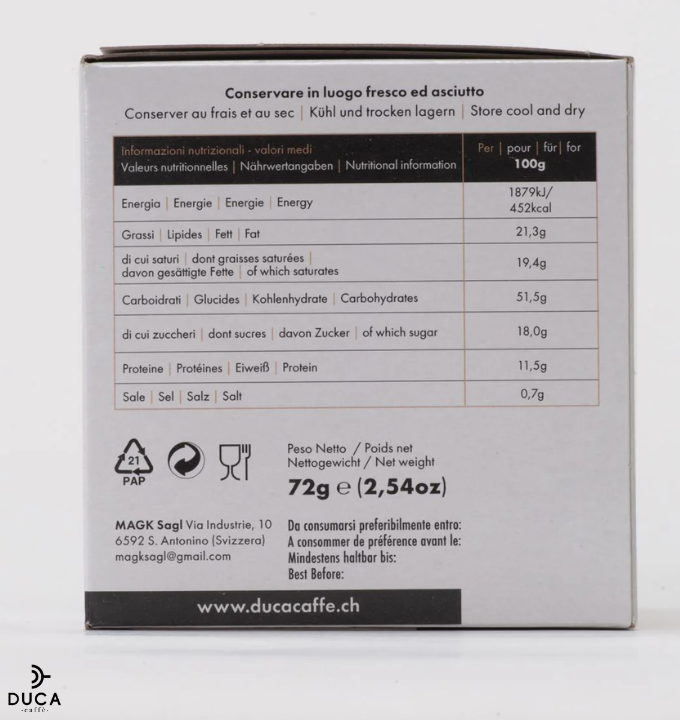 Conservare in luogo fresco ed asciutto
Conserver au frais et au sec | Kühl und trocken lagern | Store cool and dry
Informazioni nutrizionali - valori medi
Valeurs nutritionnelles | Nährwertangaben | Nutritional information
Per | pour | für | for
100g
Energia | Energie | Energie | Energy
1879kJ/
452kcal
Grassi | Lipides | Fett | Fat
21,3g
di cui saturi | dont graisses saturées |
davon gesättigte Fette | of which saturates
19,4g
Carboidrati | Glucides | Kohlenhydrate | Carbohydrates
51,5g
di cui zuccheri | dont sucres | davon Zucker | of which sugar
18,0g
Proteine | Protéines | Eiweiß | Protein
11,5g
Sale | Sel | Salz | Salt
0,7g
21
PAP
Peso Netto / Poids net
Nettogewicht / Net weight
72g e (2,54oz)
MAGK Sagl Via Industrie, 10
6592 S. Antonino (Svizzera)
magksagl@gmail.com
Da consumarsi preferibilmente entro:
A consommer de préférence avant le:
Mindestens haltbar bis:
Best Before:
www.ducacaffe.ch
DUCA
·caffè·